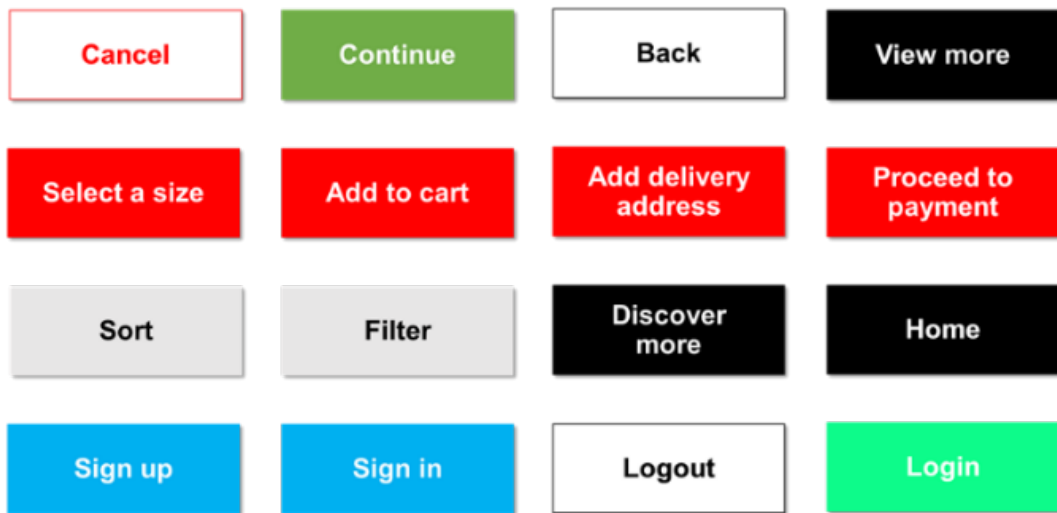 Cancel
Continue
Back
View more
Select a size
Add to cart
Add delivery
address
Proceed to
payment
Sort
Filter
Discover
more
Home
Sign up
Sign in
Logout
Login